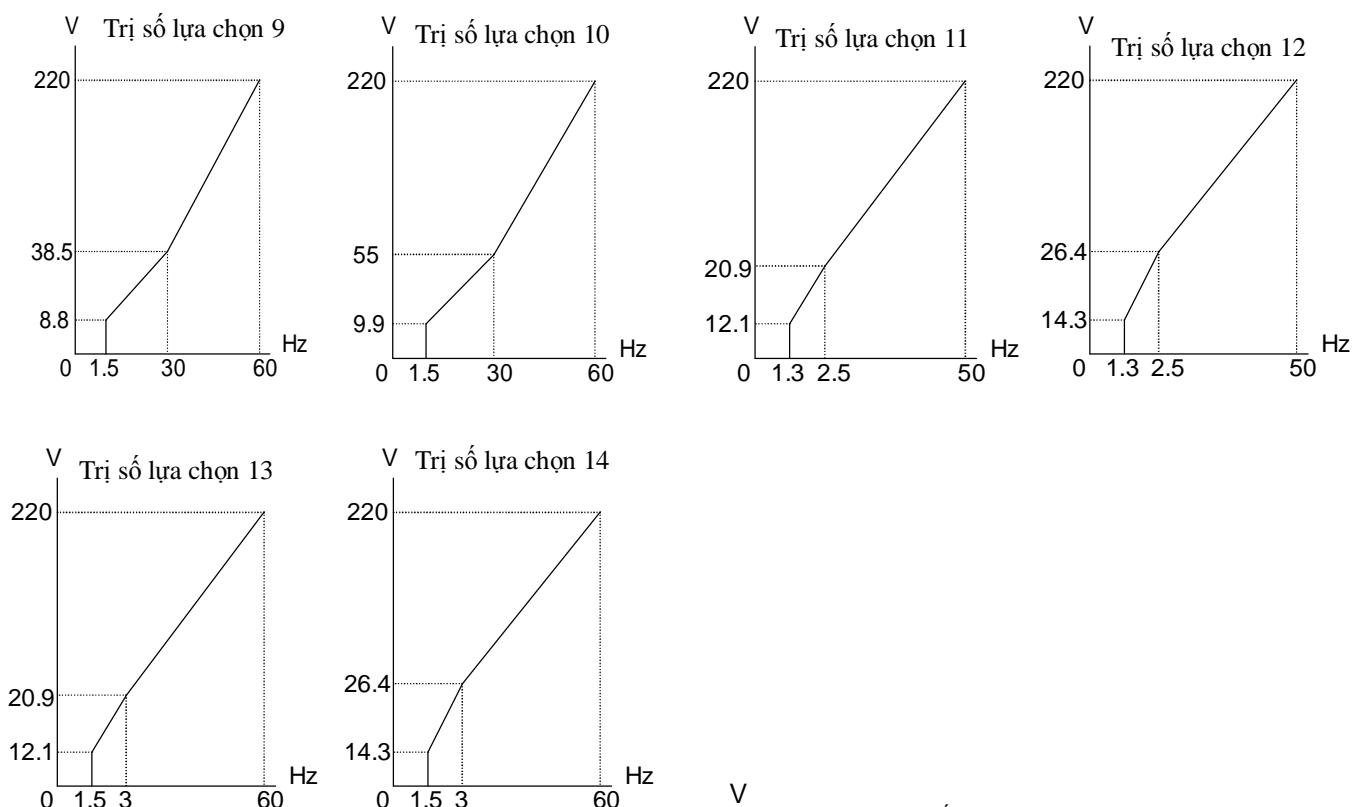 V Trị số lựa chọn 9
220
38.5
8.8
Hz
0 1.5 30 60
V Trị số lựa chọn 10
220
55
9.9
Hz
0 1.5 30 60
V Trị số lựa chọn 11
220
20.9
12.1
Hz
0 1.3 2.5 50
V Trị số lựa chọn 12
220
26.4
14.3
Hz
0 1.3 2.5 50
V Trị số lựa chọn 13
220
20.9
12.1
Hz
0 1.5 3 60
V Trị số lựa chọn 14
220
26.4
14.3
Hz
0 1.5 3 60
V